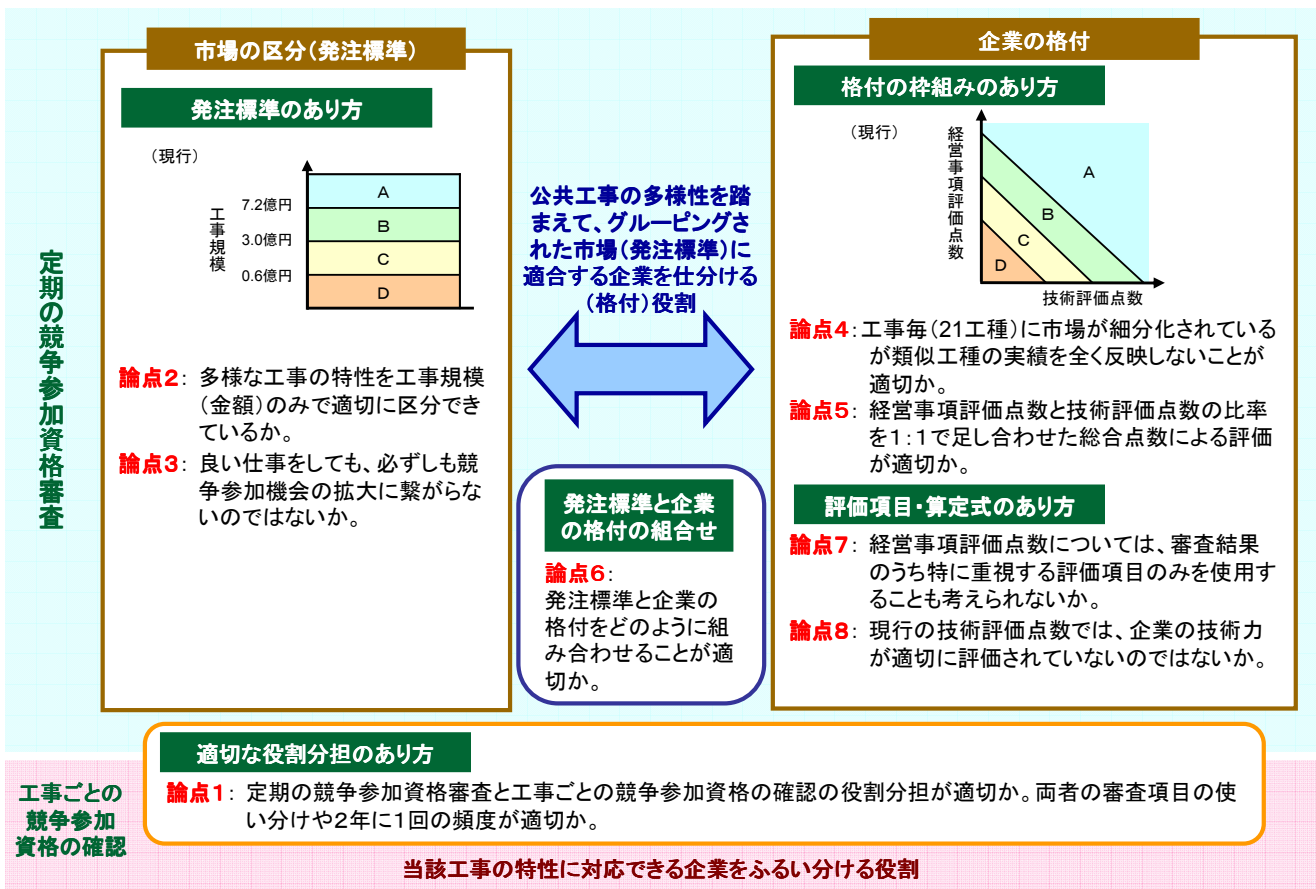 定期の競争参加資格審査
市場の区分(発注標準)
発注標準のあり方
(現行)
工事規模
7.2億円
3.0億円
0.6億円
A
B
C
D
論点2: 多様な工事の特性を工事規模
(金額)のみで適切に区分でき
ているか。
論点3: 良い仕事をしても、必ずしも競
争参加機会の拡大に繋がらな
いのではないか。
公共工事の多様性を踏
まえて、グルーピングさ
れた市場(発注標準)に
適合する企業を仕分ける
(格付)役割
発注標準と企業
の格付の組合せ
論点6:
発注標準と企業の
格付をどのように組
み合わせることが適
切か。
企業の格付
格付の枠組みのあり方
(現行)
経営事項評価点数
A
B
C
D
技術評価点数
論点4:工事毎(21工種)に市場が細分化されている
が類似工種の実績を全く反映しないことが
適切か。
論点5: 経営事項評価点数と技術評価点数の比率
を1:1で足し合わせた総合点数による評価
が適切か。
評価項目・算定式のあり方
論点7: 経営事項評価点数については、審査結果
のうち特に重視する評価項目のみを使用す
ることも考えられないか。
論点8: 現行の技術評価点数では、企業の技術力
が適切に評価されていないのではないか。
工事ごとの
競争参加
資格の確認
適切な役割分担のあり方
論点1: 定期の競争参加資格審査と工事ごとの競争参加資格の確認の役割分担が適切か。両者の審査項目の使
い分けや2年に1回の頻度が適切か。
当該工事の特性に対応できる企業をふるい分ける役割